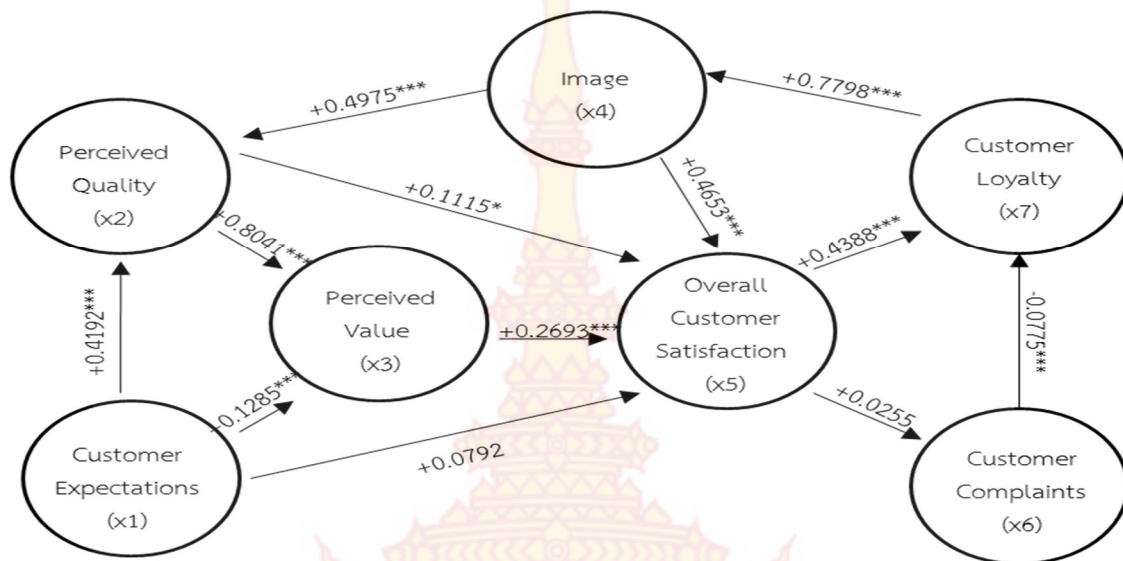 Image
(x4)
+0.4975***
+0.7798***
Perceived
Quality
(x2)
Customer
Loyalty
(x7)
+0.1115*
+0.4653***
+0.8041***
+0.4388***
Perceived
Value
(x3)
Overall
Customer
Satisfaction
(x5)
+0.2693***
+0.4192***
-0.0775***
+0.1285***
+0.0792
+0.0255
Customer
Expectations
(x1)
Customer
Complaints
(x6)